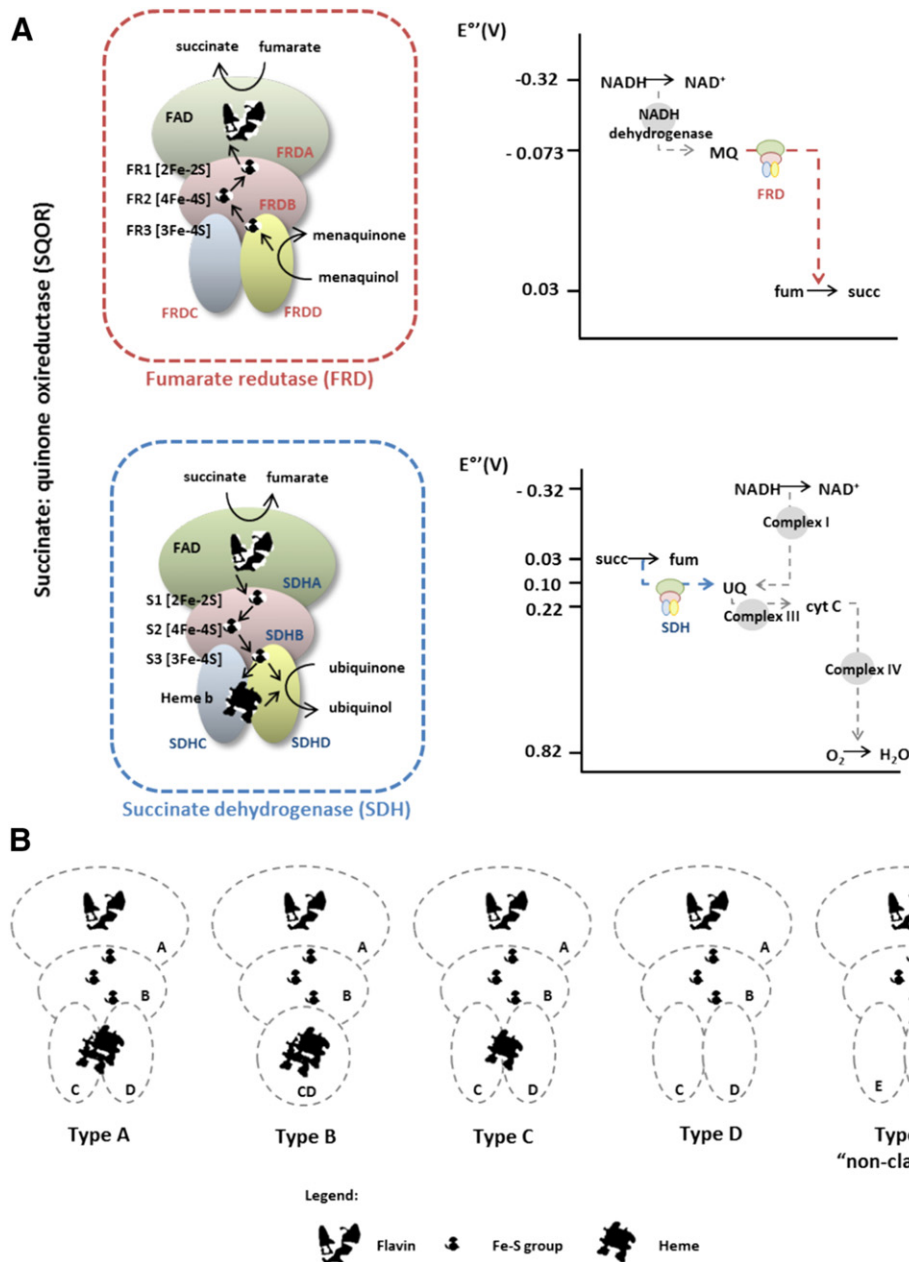 A
Succinate: quinone oxireductase (SQOR)
succinate fumarate
FAD
FRDA
FR1 [2Fe-2S]
FR2 [4Fe-4S]
FRDB
FR3 [3Fe-4S]
menaquinone
menaquinol
FRDC
FRDD
Fumarate redutase (FRD)
E°’(V)
-0.32
NADH NAD⁺
NADH
dehydrogenase
- 0.073
MQ
FRD
0.03
fum succ
succinate fumarate
FAD
SDHA
S1 [2Fe-2S]
S2 [4Fe-4S]
SDHB
S3 [3Fe-4S]
ubiquinone
Heme b
ubiquinol
SDHC
SDHD
Succinate dehydrogenase (SDH)
E°’(V)
- 0.32
NADH NAD⁺
Complex I
0.03
succ fum
0.10
UQ
0.22
cyt C
SDH
Complex III
Complex IV
0.82
O₂ H₂O
B
A
B
C D
Type A
A
B
CD
Type B
A
B
C D
Type C
A
B
C D
Type D
E
Type
"non-cla
Legend:
Flavin Fe-S group Heme